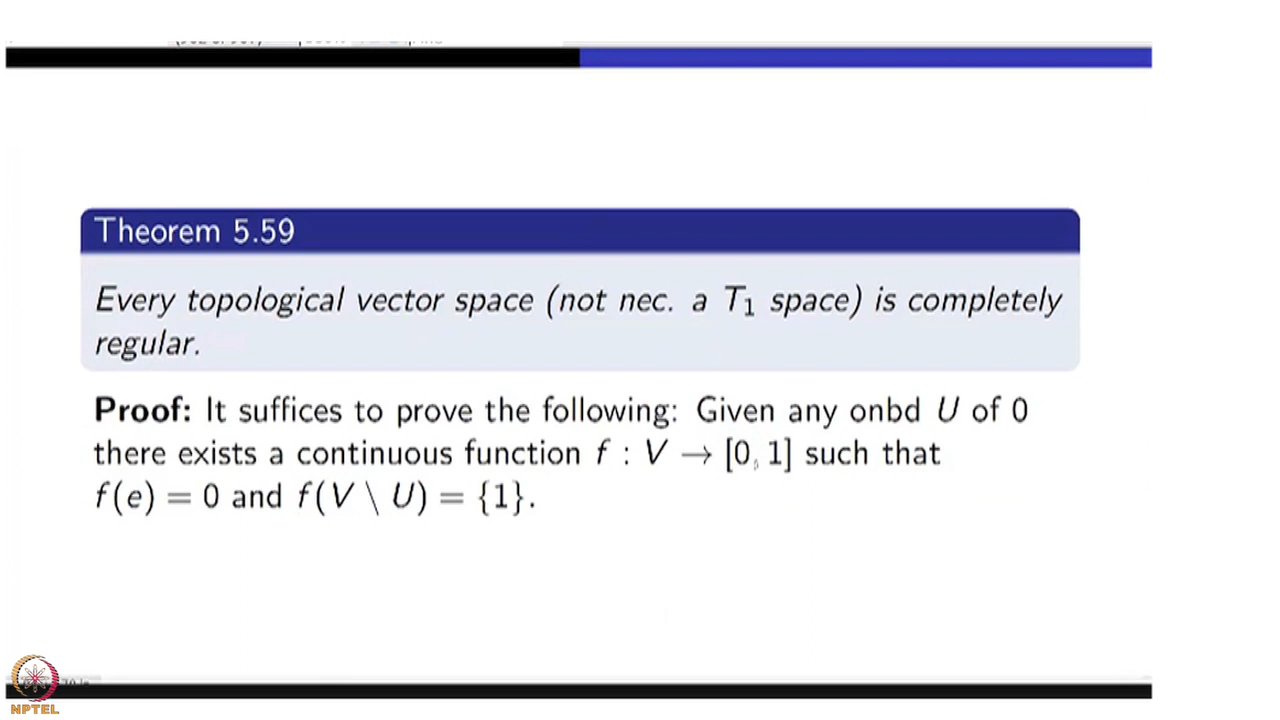 Theorem 5.59
Every topological vector space (not nec. a T₁ space) is completely
regular.
Proof: It suffices to prove the following: Given any onbd U of 0
there exists a continuous function f : V → [0, 1] such that
f(e) = 0 and f(V \ U) = {1}.
NPTEL